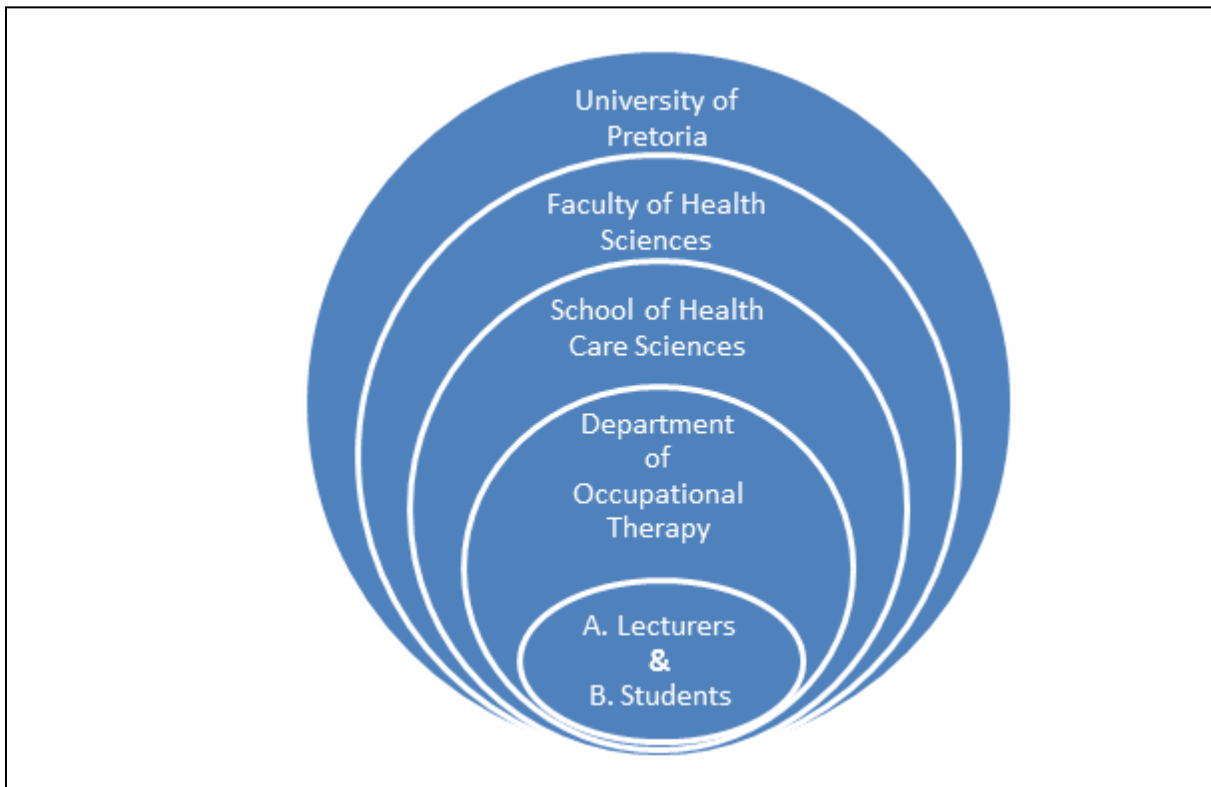 University of
Pretoria
Faculty of Health
Sciences
School of Health
Care Sciences
Department
of
Occupational
Therapy
A. Lecturers
&
B. Students